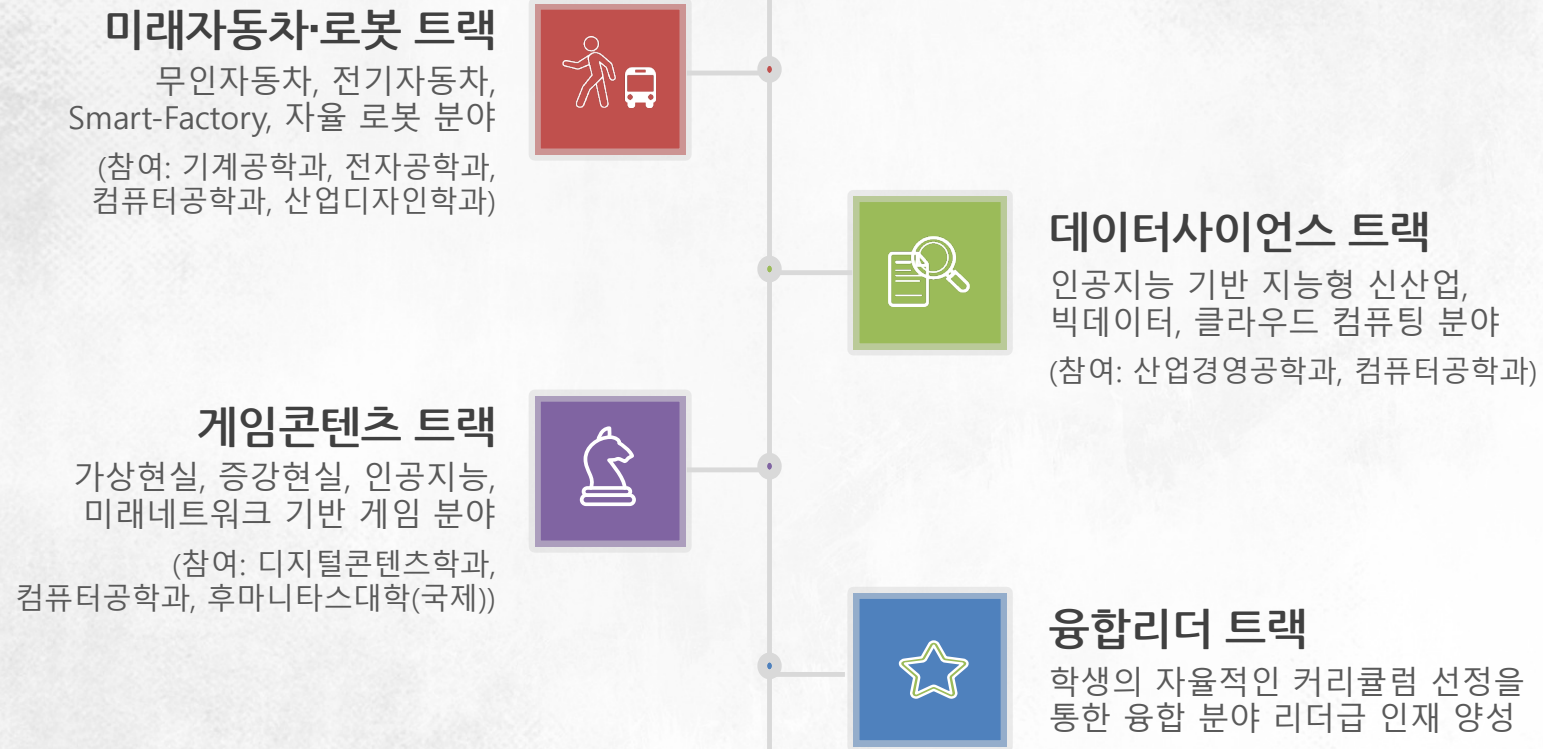 미래자동차·로봇 트랙
무인자동차, 전기자동차,
Smart-Factory, 자율 로봇 분야
(참여: 기계공학과, 전자공학과,
컴퓨터공학과, 산업디자인학과)
데이터사이언스 트랙
인공지능 기반 지능형 신산업,
빅데이터, 클라우드 컴퓨팅 분야
(참여: 산업경영공학과, 컴퓨터공학과)
게임콘텐츠 트랙
가상현실, 증강현실, 인공지능,
미래네트워크 기반 게임 분야
(참여: 디지털콘텐츠학과,
컴퓨터공학과, 후마니타스대학(국제))
융합리더 트랙
학생의 자율적인 커리큘럼 선정을
통한 융합 분야 리더급 인재 양성